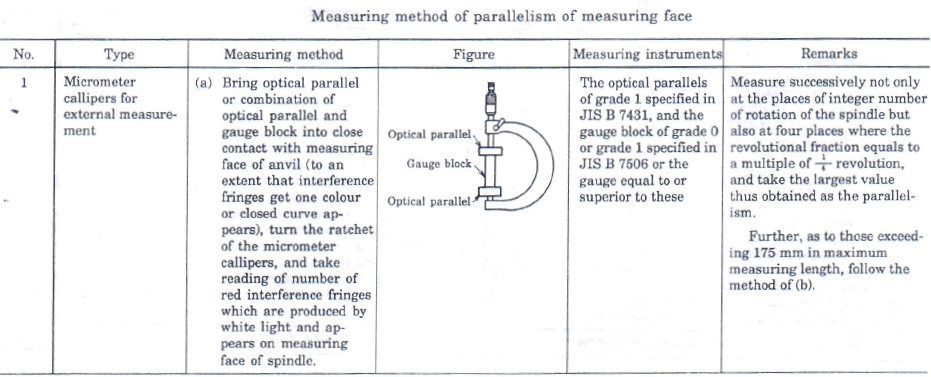 Measuring method of parallelism of measuring face
No. Type Measuring method Figure Measuring instruments Remarks
1
Micrometer
callipers for
external measure-
ment
(a) Bring optical parallel
or combination of
optical parallel and
gauge block into close
contact with measuring
face of anvil (to an
extent that interference
fringes get one colour
or closed curve ap-
pears), turn the ratchet
of the micrometer
callipers, and take
reading of number of
red interference fringes
which are produced by
white light and ap-
pears on measuring
face of spindle.
Optical parallel
Gauge block
Optical parallel
The optical parallels
of grade 1 specified in
JIS B 7431, and the
gauge block of grade 0
or grade 1 specified in
JIS B 7506 or the
gauge equal to or
superior to these
Measure successively not only
at the places of integer number
of rotation of the spindle but
also at four places where the
revolutional fraction equals to
a multiple of 1/4 revolution,
and take the largest value
thus obtained as the parallel-
ism.
Further, as to those exceed-
ing 175 mm in maximum
measuring length, follow the
method of (b).